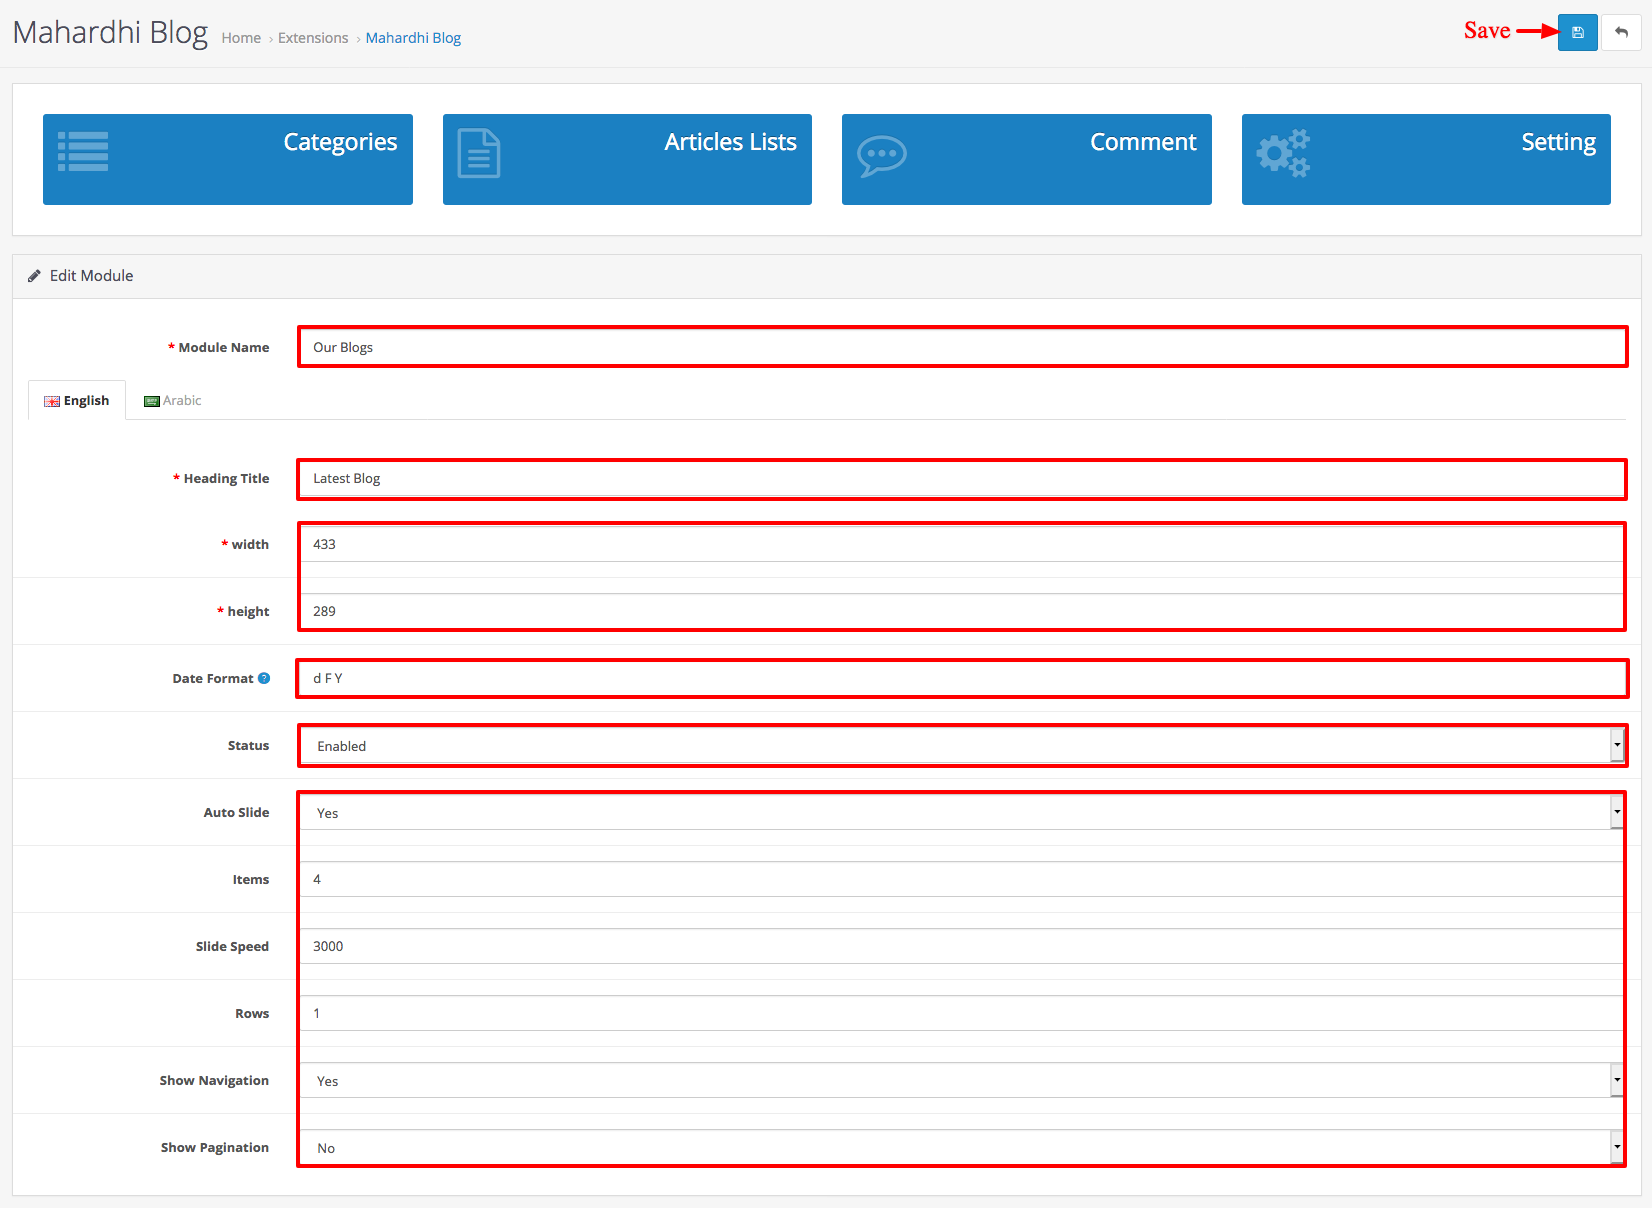 Mahardhi Blog Home › Extensions › Mahardhi Blog
Save
Categories
Articles Lists
Comment
Setting
Edit Module
* Module Name Our Blogs
English Arabic
* Heading Title Latest Blog
* width 433
* height 289
Date Format ? d F Y
Status Enabled
Auto Slide Yes
Items 4
Slide Speed 3000
Rows 1
Show Navigation Yes
Show Pagination No